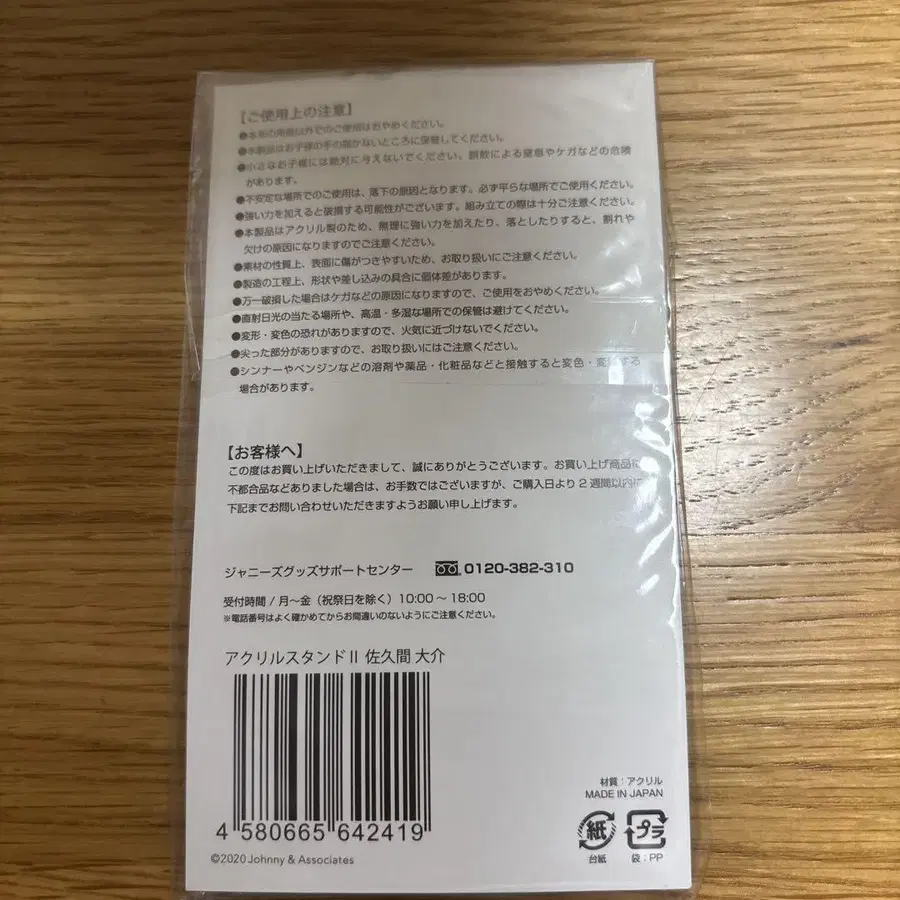 【ご使用上の注意】
●本来の用途以外でのご使用はおやめください。
●本製品はお子様の手の届かないところに保管してください。
●小さなお子様には絶対に与えないでください。誤飲による窒息やケガなどの危険
があります。
●不安定な場所でのご使用は、落下の原因となります。必ず平らな場所でご使用ください。
●強い力を加えると破損する可能性がございます。組み立ての際は十分ご注意ください。
●本製品はアクリル製のため、無理に強い力を加えたり、落としたりすると、割れや
欠けの原因になりますのでご注意ください。
●素材の性質上、表面に傷がつきやすいため、お取り扱いにご注意ください。
●製造の工程上、形状や差し込みの具合に個体差があります。
●万一破損した場合はケガなどの原因になりますので、ご使用をおやめください。
●直射日光の当たる場所や、高温・多湿な場所での保管は避けてください。
●変形・変色の恐れがありますので、火気に近づけないでください。
●尖った部分がありますので、お取り扱いにはご注意ください。
●シンナーやベンジンなどの溶剤や薬品・化粧品などと接触すると変色・変形する
場合があります。
【お客様へ】
この度はお買い上げいただきまして、誠にありがとうございます。お買い上げ商品に
不都合品などありました場合は、お手数ではございますが、ご購入日より2週間以内に
下記までお問い合わせいただきますようお願い申し上げます。
ジャニーズグッズサポートセンター 0120-382-310
受付時間 / 月~金(祝祭日を除く)10:00~18:00
※電話番号はよく確かめてからお間違いのないようにご注意ください。
アクリルスタンドⅡ 佐久間 大介
材質:アクリル
MADE IN JAPAN
4 580665 642419
紙 プラ
台紙 袋:PP
©2020 Johnny & Associates